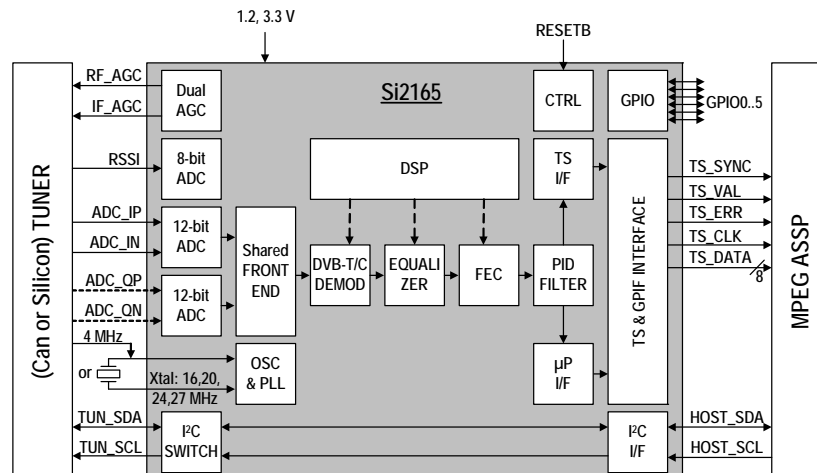 1.2, 3.3 V
RESETB
(Can or Silicon) TUNER
RF_AGC
IF_AGC
RSSI
ADC_IP
ADC_IN
ADC_QP
ADC_QN
4 MHz
or
Xtal: 16,20,
24,27 MHz
TUN_SDA
TUN_SCL
Si2165
Dual
AGC
8-bit
ADC
12-bit
ADC
12-bit
ADC
Shared
FRONT
END
OSC
& PLL
I²C
SWITCH
DSP
DVB-T/C
DEMOD
EQUALI
ZER
FEC
CTRL
TS
I/F
PID
FILTER
µP
I/F
GPIO
TS & GPIF INTERFACE
I²C
I/F
GPIO0..5
TS_SYNC
TS_VAL
TS_ERR
TS_CLK
TS_DATA
8
HOST_SDA
HOST_SCL
MPEG ASSP